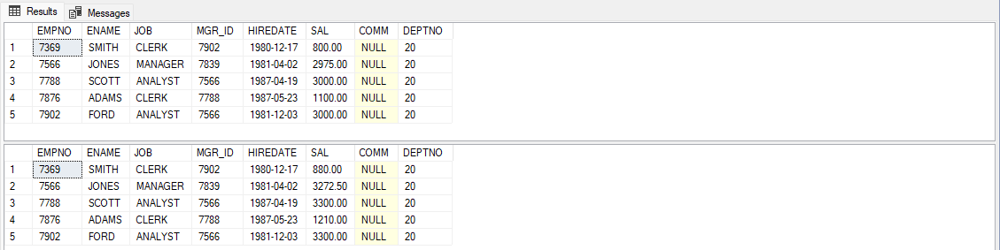 Results Messages
EMPNO ENAME JOB MGR_ID HIREDATE SAL COMM DEPTNO
1 7369 SMITH CLERK 7902 1980-12-17 800.00 NULL 20
2 7566 JONES MANAGER 7839 1981-04-02 2975.00 NULL 20
3 7788 SCOTT ANALYST 7566 1987-04-19 3000.00 NULL 20
4 7876 ADAMS CLERK 7788 1987-05-23 1100.00 NULL 20
5 7902 FORD ANALYST 7566 1981-12-03 3000.00 NULL 20
EMPNO ENAME JOB MGR_ID HIREDATE SAL COMM DEPTNO
1 7369 SMITH CLERK 7902 1980-12-17 880.00 NULL 20
2 7566 JONES MANAGER 7839 1981-04-02 3272.50 NULL 20
3 7788 SCOTT ANALYST 7566 1987-04-19 3300.00 NULL 20
4 7876 ADAMS CLERK 7788 1987-05-23 1210.00 NULL 20
5 7902 FORD ANALYST 7566 1981-12-03 3300.00 NULL 20